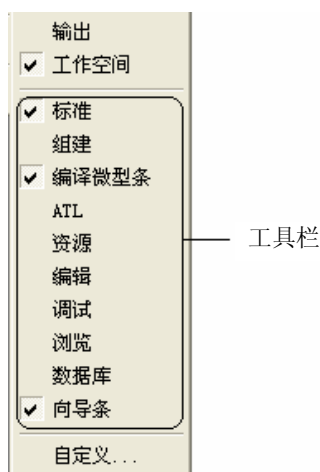 输出
工作空间
标准
组建
编译微型条
ATL
资源
编辑
调试
浏览
数据库
向导条
自定义...
工具栏